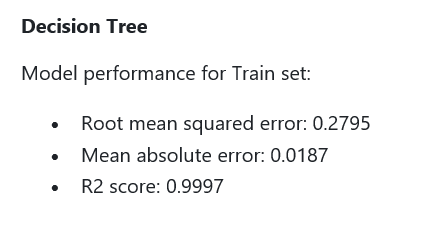 Decision Tree
Model performance for Train set:
• Root mean squared error: 0.2795
• Mean absolute error: 0.0187
• R2 score: 0.9997